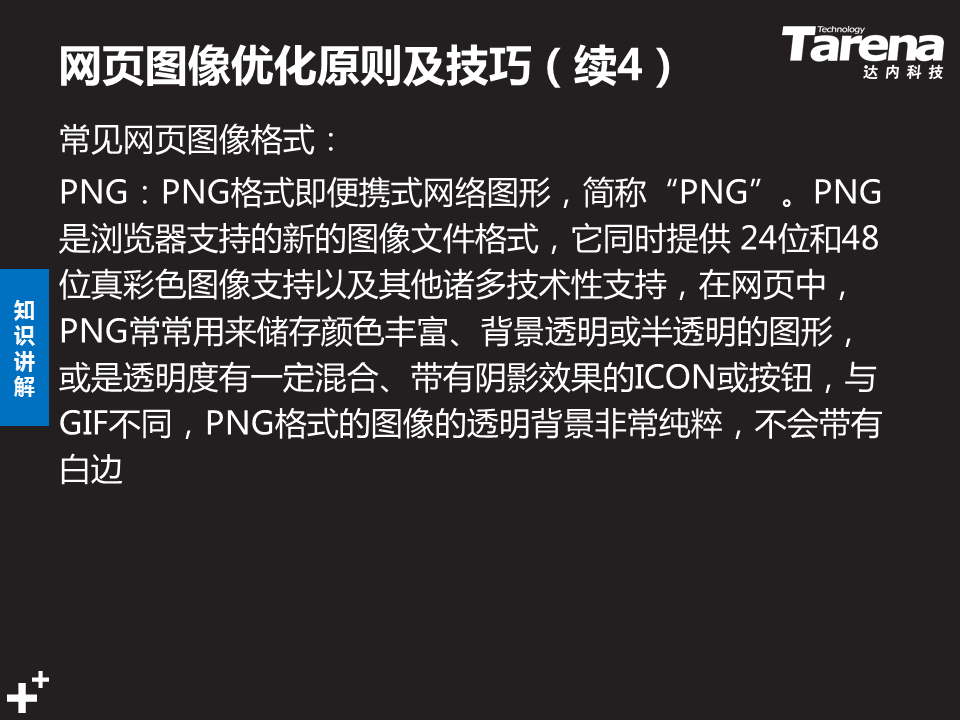 网页图像优化原则及技巧（续4）
Technology
Tarena
达内科技
常见网页图像格式：
PNG：PNG格式即便携式网络图形，简称“PNG”。PNG
是浏览器支持的新的图像文件格式，它同时提供 24位和48
位真彩色图像支持以及其他诸多技术性支持，在网页中，
PNG常常用来储存颜色丰富、背景透明或半透明的图形，
或是透明度有一定混合、带有阴影效果的ICON或按钮，与
GIF不同，PNG格式的图像的透明背景非常纯粹，不会带有
白边
知识讲解